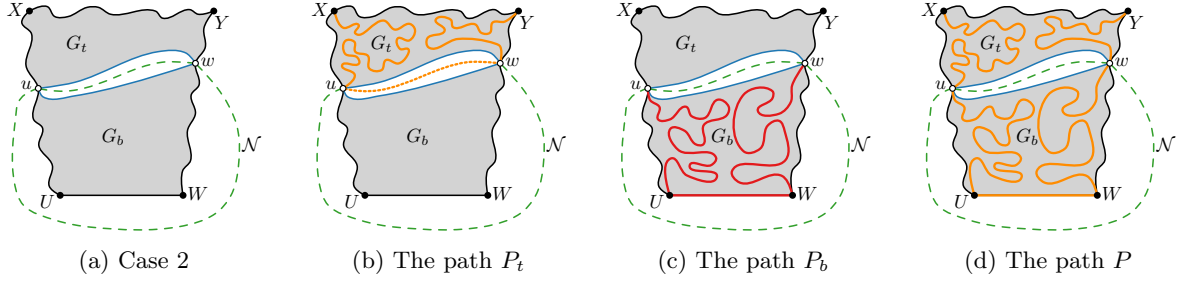 X Y G_t u w G_b 𝒩 U W
X Y G_t u w G_b 𝒩 U W
X Y G_t u w G_b 𝒩 U W
X Y G_t u w G_b 𝒩 U W
(a) Case 2
(b) The path P_t
(c) The path P_b
(d) The path P